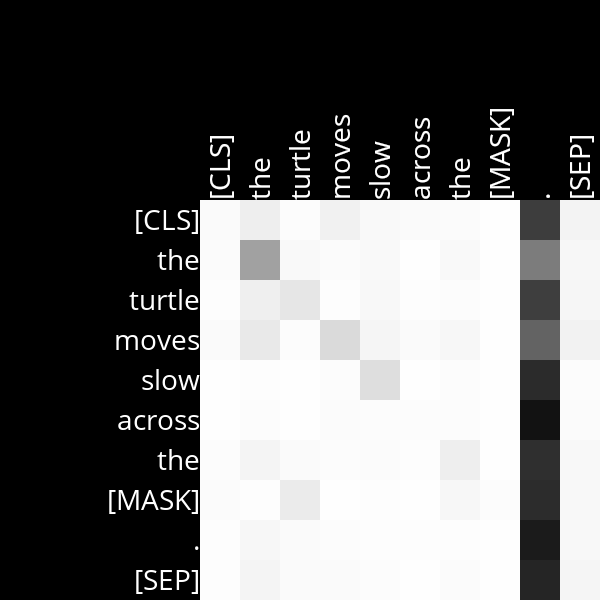 [CLS] the turtle moves slow across the [MASK] . [SEP]
[CLS]
the
turtle
moves
slow
across
the
[MASK]
.
[SEP]